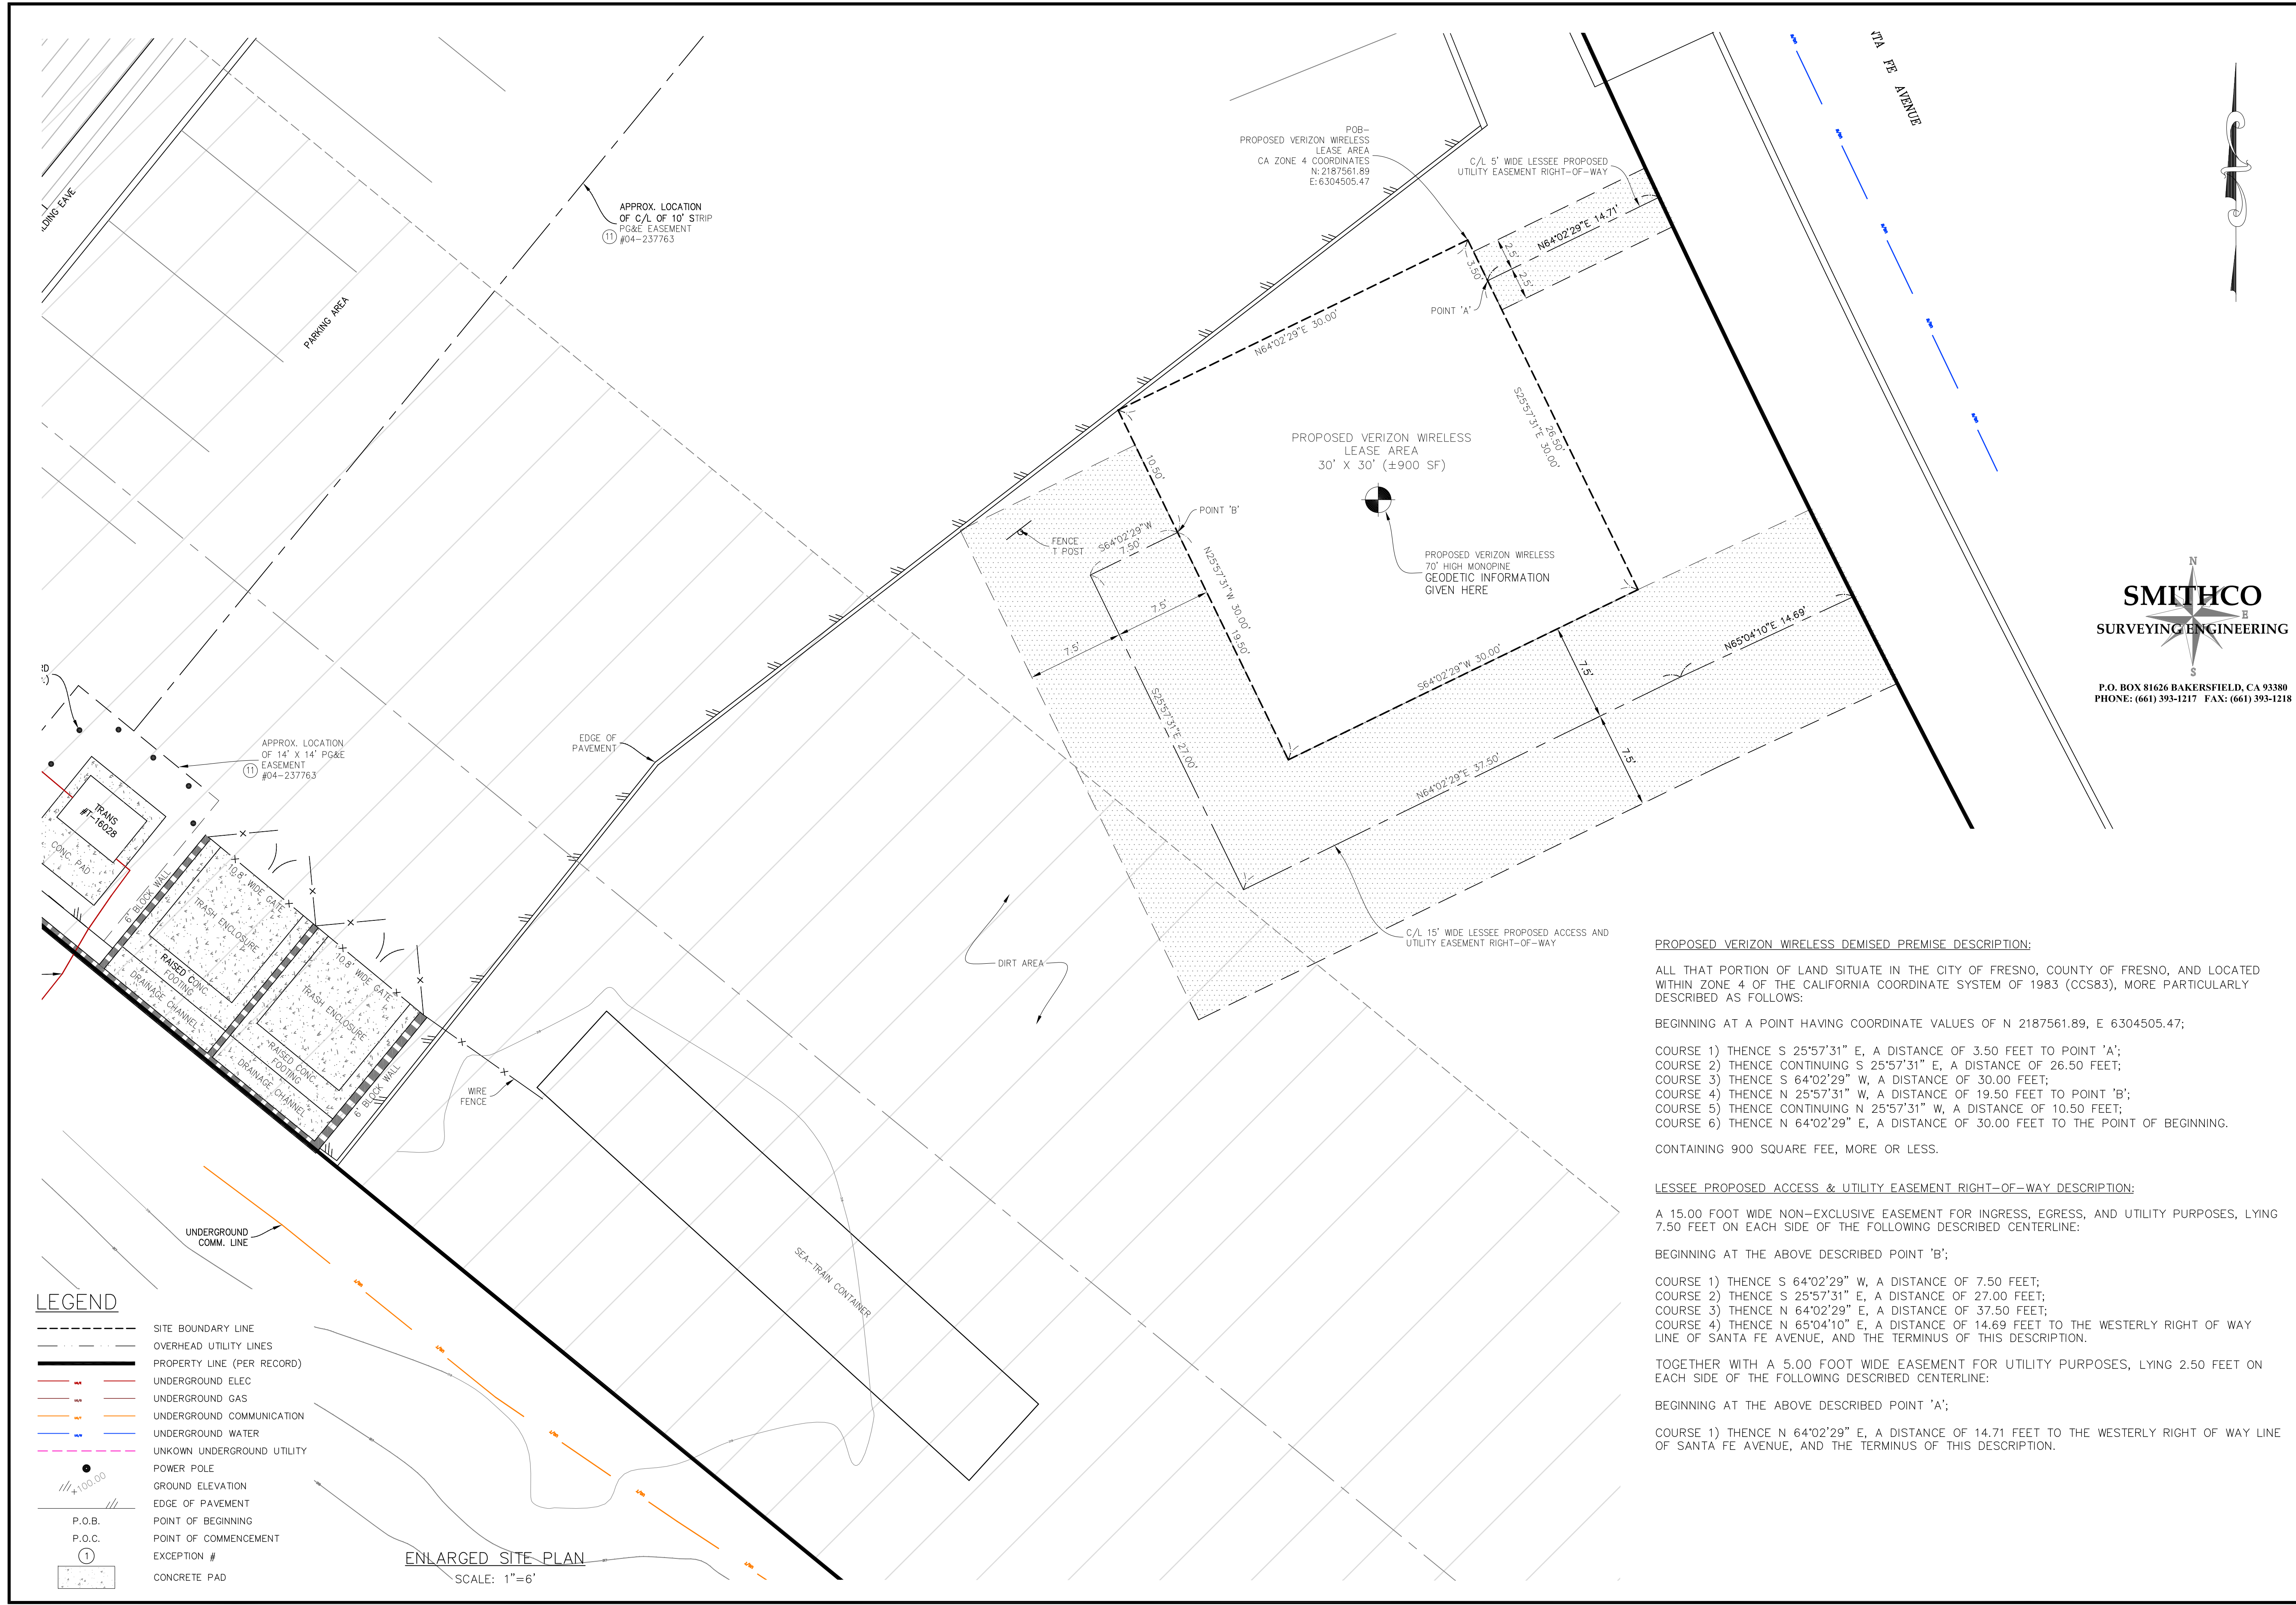 NTA FE AVENUE
LDING EAVE
PARKING AREA
APPROX. LOCATION
OF C/L OF 10' STRIP
PG&E EASEMENT
11 #04-237763
POB-
PROPOSED VERIZON WIRELESS
LEASE AREA
CA ZONE 4 COORDINATES
N: 2187561.89
E: 6304505.47
C/L 5' WIDE LESSEE PROPOSED
UTILITY EASEMENT RIGHT-OF-WAY
N64°02'29"E 14.71'
2.5'
2.5'
3.50'
POINT 'A'
N64°02'29"E 30.00'
S25°57'31"E 30.00'
26.50'
PROPOSED VERIZON WIRELESS
LEASE AREA
30' X 30' (±900 SF)
10.50'
POINT 'B'
FENCE
T POST
S64°02'29"W
7.50'
N25°57'31"W 30.00'
19.50'
PROPOSED VERIZON WIRELESS
70' HIGH MONOPINE
GEODETIC INFORMATION
GIVEN HERE
7.5'
7.5'
S25°57'31"E 27.00'
S64°02'29"W 30.00'
N65°04'10"E 14.69'
7.5'
7.5'
N64°02'29"E 37.50'
C/L 15' WIDE LESSEE PROPOSED ACCESS AND
UTILITY EASEMENT RIGHT-OF-WAY
DIRT AREA
EDGE OF
PAVEMENT
APPROX. LOCATION
OF 14' X 14' PG&E
EASEMENT
11 #04-237763
RD
TRANS
#T-16028
CONC. PAD
6' BLOCK WALL
10.8' WIDE GATE
TRASH ENCLOSURE
RAISED CONC.
FOOTING
DRAINAGE CHANNEL
10.8' WIDE GATE
TRASH ENCLOSURE
RAISED CONC.
FOOTING
DRAINAGE CHANNEL
6' BLOCK WALL
WIRE
FENCE
UNDERGROUND
COMM. LINE
SEA-TRAIN CONTAINER
N
SMITHCO
E
SURVEYING ENGINEERING
S
P.O. BOX 81626 BAKERSFIELD, CA 93380
PHONE: (661) 393-1217 FAX: (661) 393-1218
PROPOSED VERIZON WIRELESS DEMISED PREMISE DESCRIPTION:
ALL THAT PORTION OF LAND SITUATE IN THE CITY OF FRESNO, COUNTY OF FRESNO, AND LOCATED
WITHIN ZONE 4 OF THE CALIFORNIA COORDINATE SYSTEM OF 1983 (CCS83), MORE PARTICULARLY
DESCRIBED AS FOLLOWS:
BEGINNING AT A POINT HAVING COORDINATE VALUES OF N 2187561.89, E 6304505.47;
COURSE 1) THENCE S 25°57'31" E, A DISTANCE OF 3.50 FEET TO POINT 'A';
COURSE 2) THENCE CONTINUING S 25°57'31" E, A DISTANCE OF 26.50 FEET;
COURSE 3) THENCE S 64°02'29" W, A DISTANCE OF 30.00 FEET;
COURSE 4) THENCE N 25°57'31" W, A DISTANCE OF 19.50 FEET TO POINT 'B';
COURSE 5) THENCE CONTINUING N 25°57'31" W, A DISTANCE OF 10.50 FEET;
COURSE 6) THENCE N 64°02'29" E, A DISTANCE OF 30.00 FEET TO THE POINT OF BEGINNING.
CONTAINING 900 SQUARE FEE, MORE OR LESS.
LESSEE PROPOSED ACCESS & UTILITY EASEMENT RIGHT-OF-WAY DESCRIPTION:
A 15.00 FOOT WIDE NON-EXCLUSIVE EASEMENT FOR INGRESS, EGRESS, AND UTILITY PURPOSES, LYING
7.50 FEET ON EACH SIDE OF THE FOLLOWING DESCRIBED CENTERLINE:
BEGINNING AT THE ABOVE DESCRIBED POINT 'B';
COURSE 1) THENCE S 64°02'29" W, A DISTANCE OF 7.50 FEET;
COURSE 2) THENCE S 25°57'31" E, A DISTANCE OF 27.00 FEET;
COURSE 3) THENCE N 64°02'29" E, A DISTANCE OF 37.50 FEET;
COURSE 4) THENCE N 65°04'10" E, A DISTANCE OF 14.69 FEET TO THE WESTERLY RIGHT OF WAY
LINE OF SANTA FE AVENUE, AND THE TERMINUS OF THIS DESCRIPTION.
TOGETHER WITH A 5.00 FOOT WIDE EASEMENT FOR UTILITY PURPOSES, LYING 2.50 FEET ON
EACH SIDE OF THE FOLLOWING DESCRIBED CENTERLINE:
BEGINNING AT THE ABOVE DESCRIBED POINT 'A';
COURSE 1) THENCE N 64°02'29" E, A DISTANCE OF 14.71 FEET TO THE WESTERLY RIGHT OF WAY LINE
OF SANTA FE AVENUE, AND THE TERMINUS OF THIS DESCRIPTION.
LEGEND
SITE BOUNDARY LINE
OVERHEAD UTILITY LINES
PROPERTY LINE (PER RECORD)
UNDERGROUND ELEC
UNDERGROUND GAS
UNDERGROUND COMMUNICATION
UNDERGROUND WATER
UNKOWN UNDERGROUND UTILITY
POWER POLE
+100.00 GROUND ELEVATION
EDGE OF PAVEMENT
P.O.B. POINT OF BEGINNING
P.O.C. POINT OF COMMENCEMENT
1 EXCEPTION #
CONCRETE PAD
ENLARGED SITE PLAN
SCALE: 1"=6'